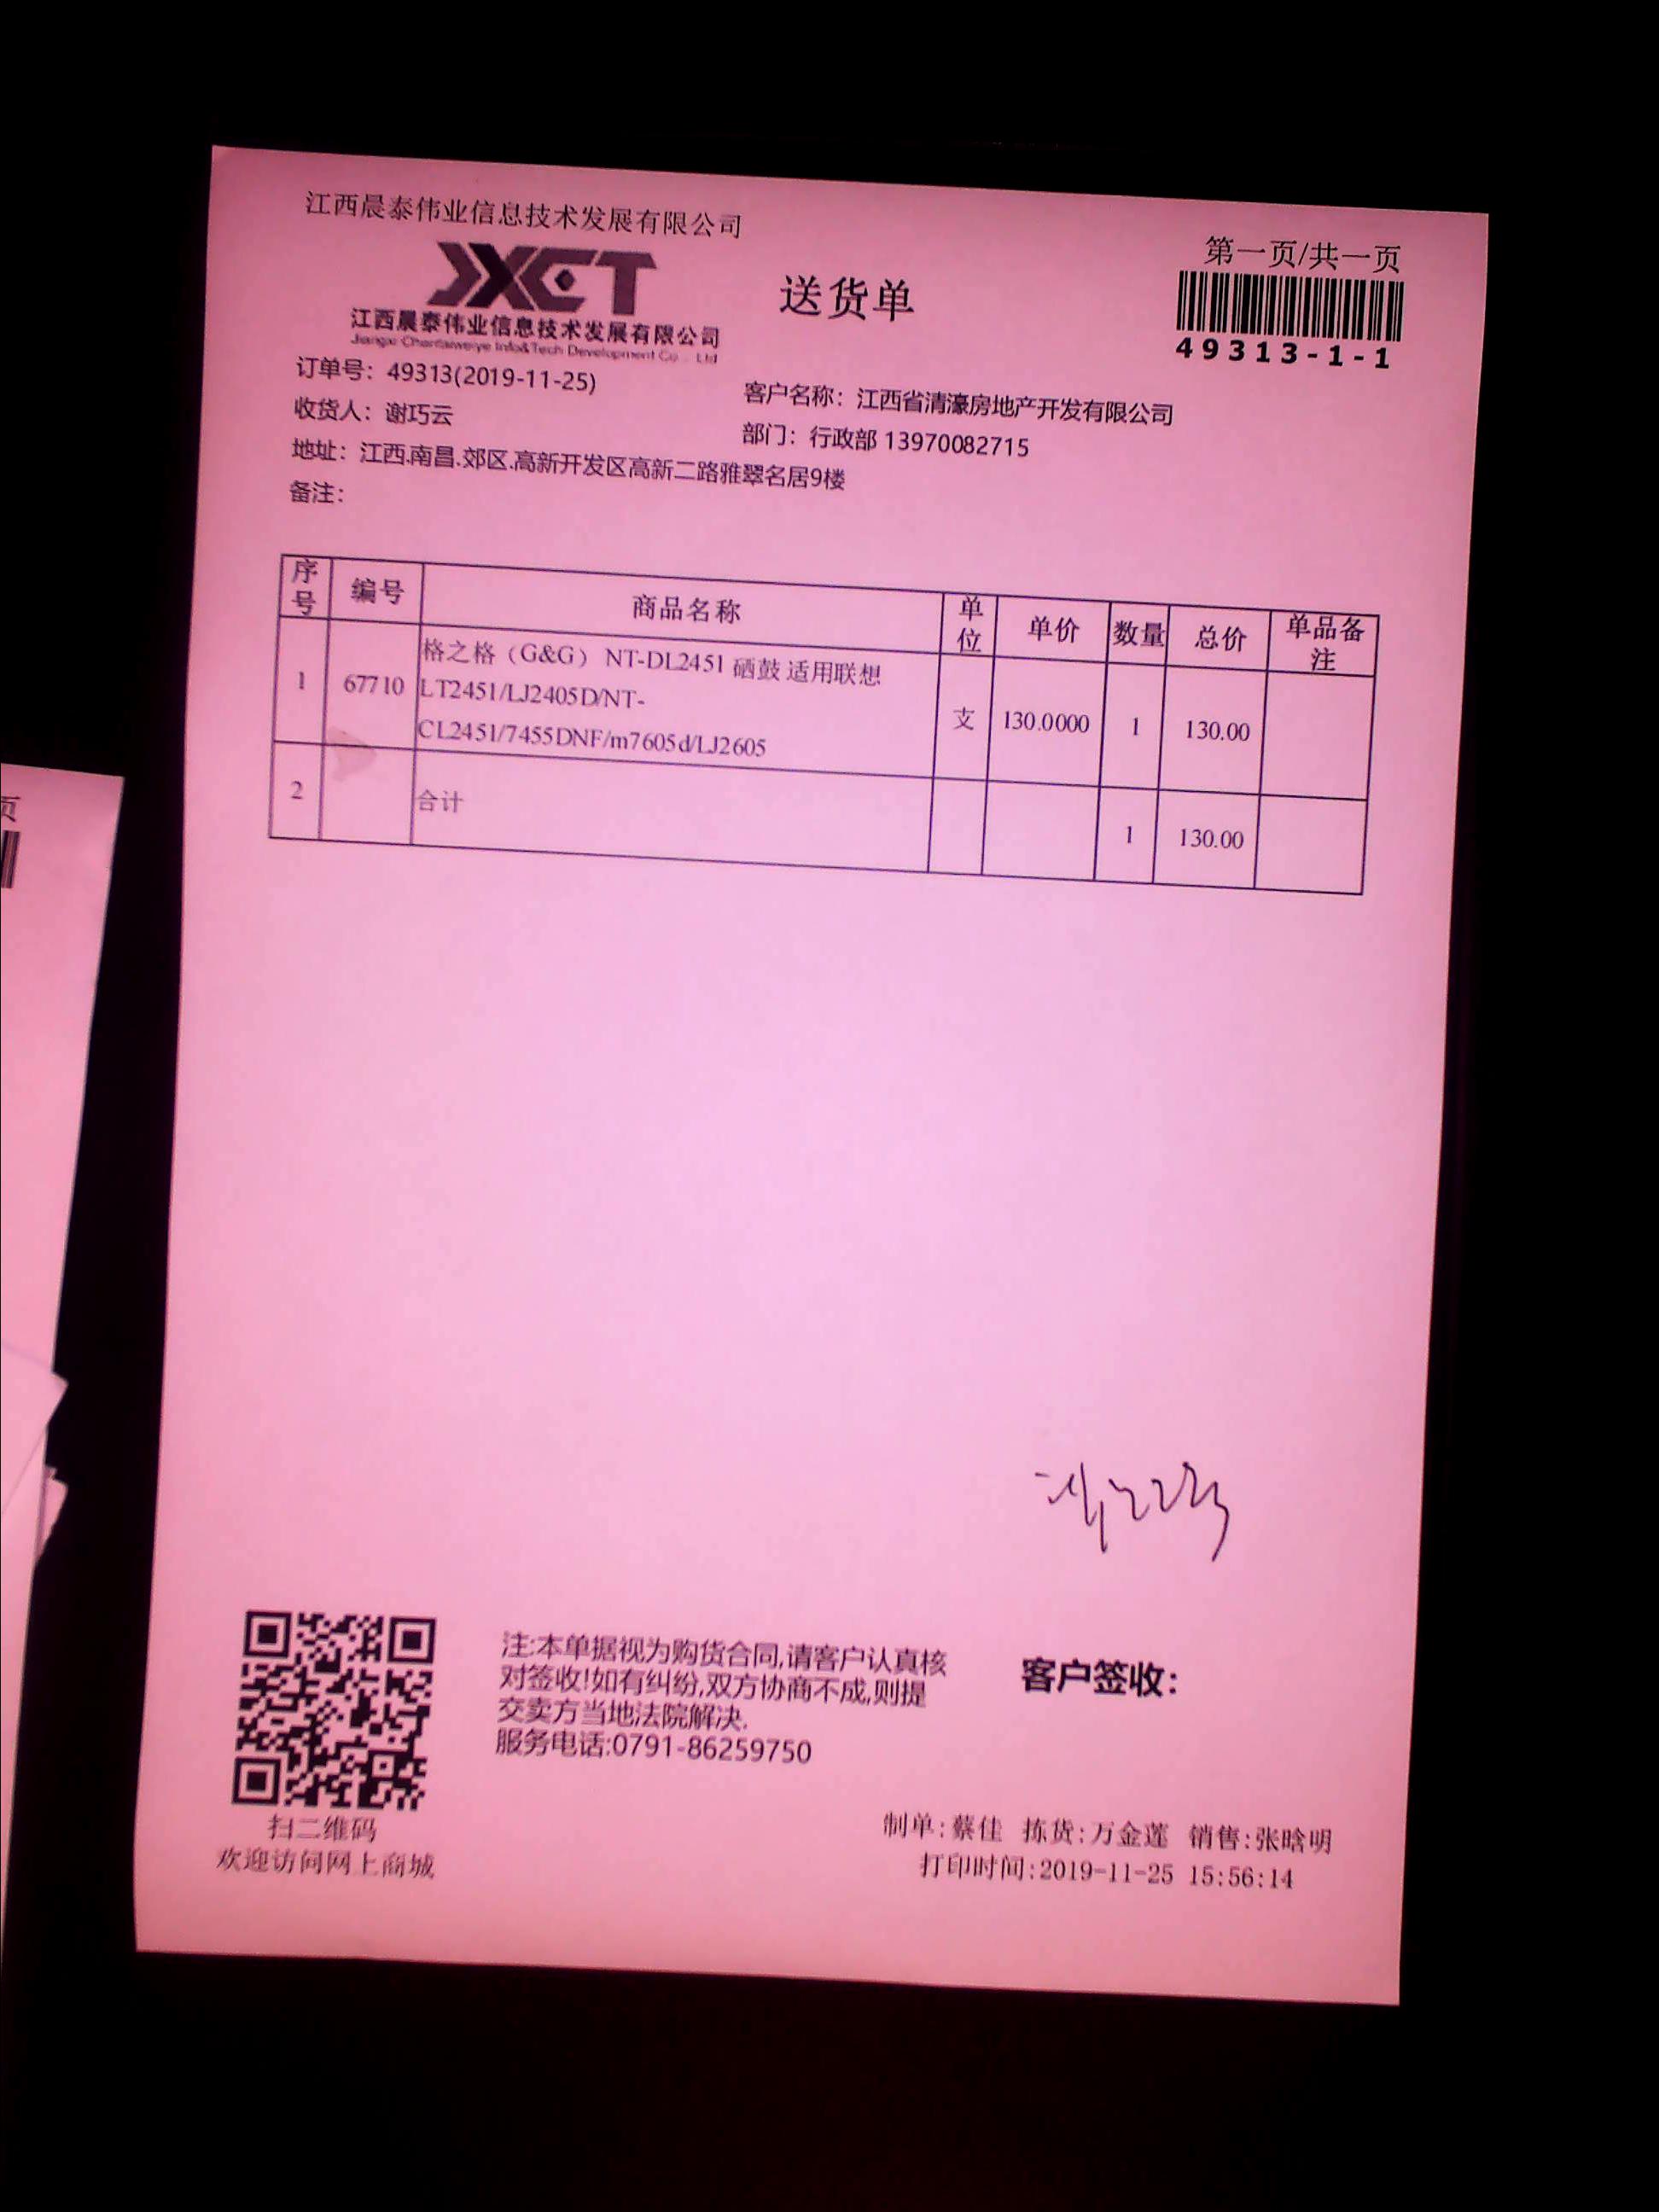 江西晨泰伟业信息技术发展有限公司
第一页/共一页
JXCT
送货单
江西晨泰伟业信息技术发展有限公司
Jiangxi Chentaiweiye Info&Tech Development Co., Ltd
49313-1-1
订单号：49313(2019-11-25)
客户名称：江西省清濠房地产开发有限公司
收货人：谢巧云
部门：行政部 13970082715
地址：江西.南昌.郊区.高新开发区高新二路雅翠名居9楼
备注：
序号 编号 商品名称 单位 单价 数量 总价 单品备注
1 67710 格之格（G&G） NT-DL2451 硒鼓 适用联想
LT2451/LJ2405D/NT-
CL2451/7455DNF/m7605d/LJ2605 支 130.0000 1 130.00
2 合计 1 130.00
注:本单据视为购货合同,请客户认真核
对签收!如有纠纷,双方协商不成,则提
交卖方当地法院解决.
服务电话:0791-86259750
客户签收：
扫二维码
欢迎访问网上商城
制单:蔡佳 拣货:万金莲 销售:张晗明
打印时间:2019-11-25 15:56:14
页